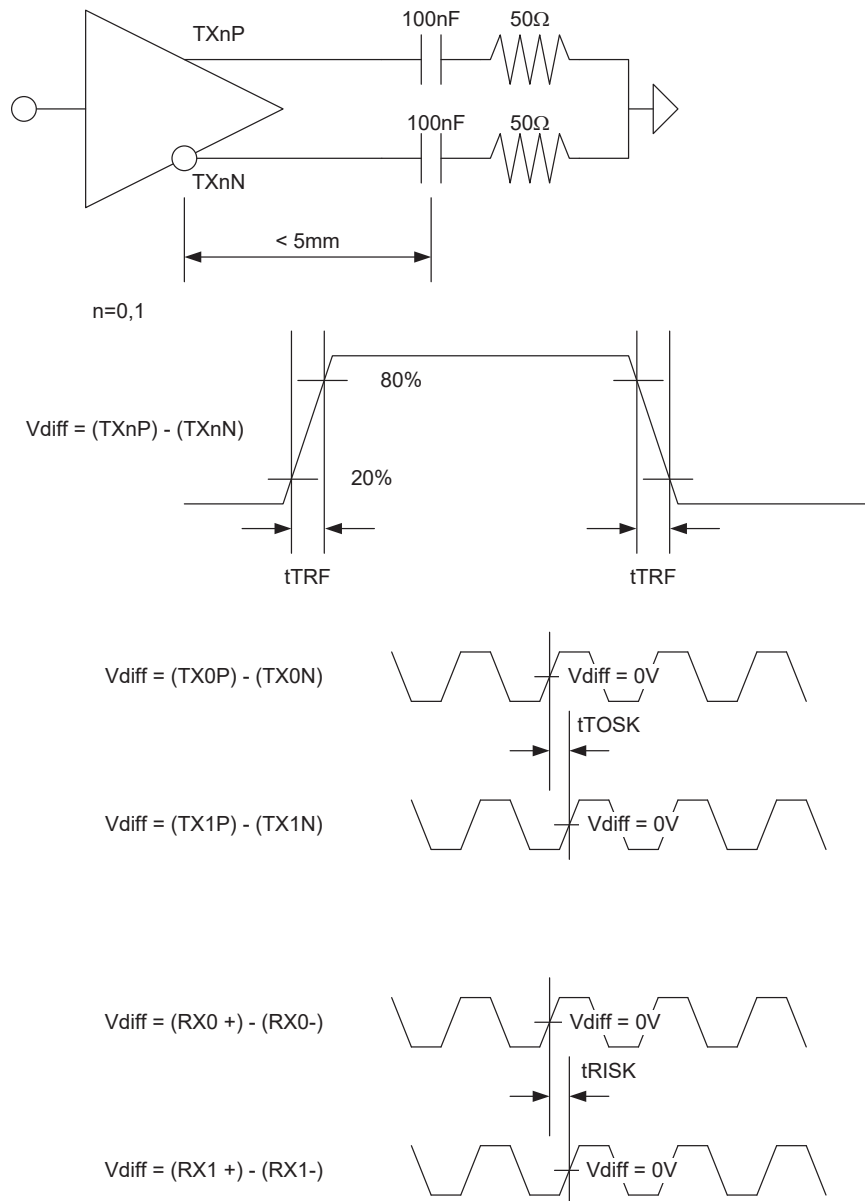 TXnP
100nF
50Ω
100nF
50Ω
TXnN
< 5mm
n=0,1
80%
Vdiff = (TXnP) - (TXnN)
20%
tTRF
tTRF
Vdiff = (TX0P) - (TX0N)
Vdiff = 0V
tTOSK
Vdiff = (TX1P) - (TX1N)
Vdiff = 0V
Vdiff = (RX0 +) - (RX0-)
Vdiff = 0V
tRISK
Vdiff = (RX1 +) - (RX1-)
Vdiff = 0V